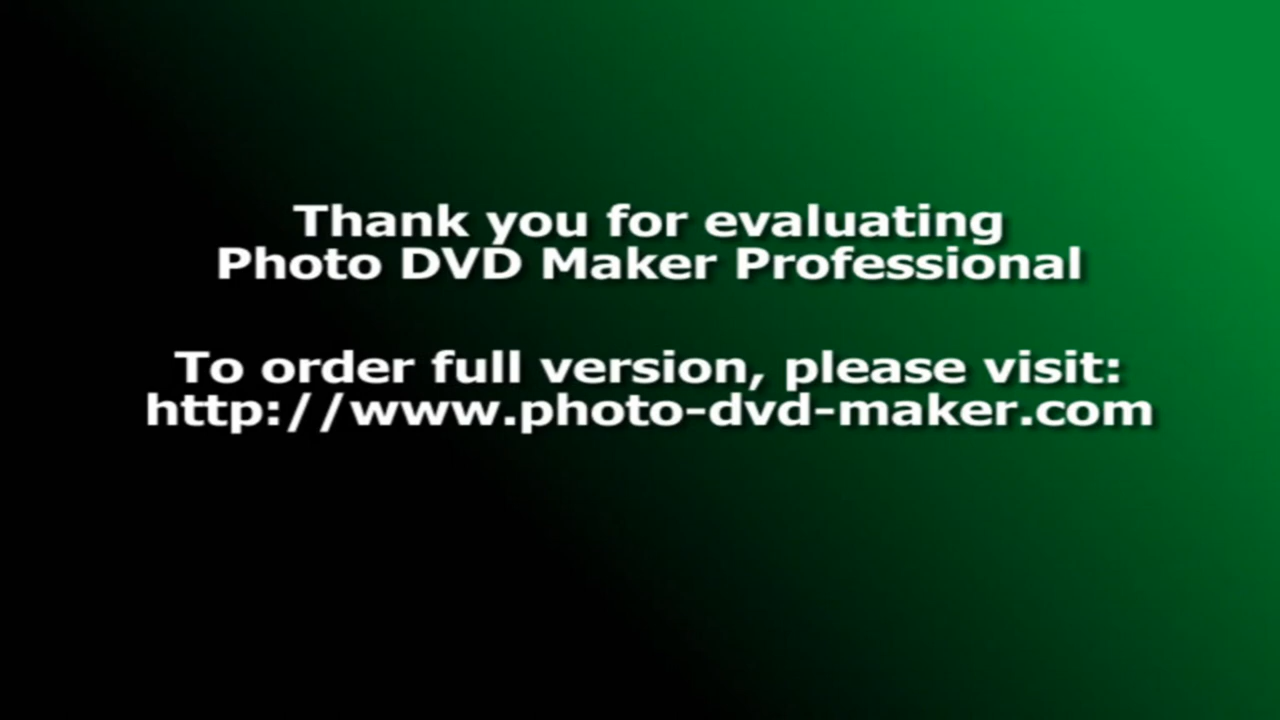 Thank you for evaluating
Photo DVD Maker Professional
To order full version, please visit:
http://www.photo-dvd-maker.com